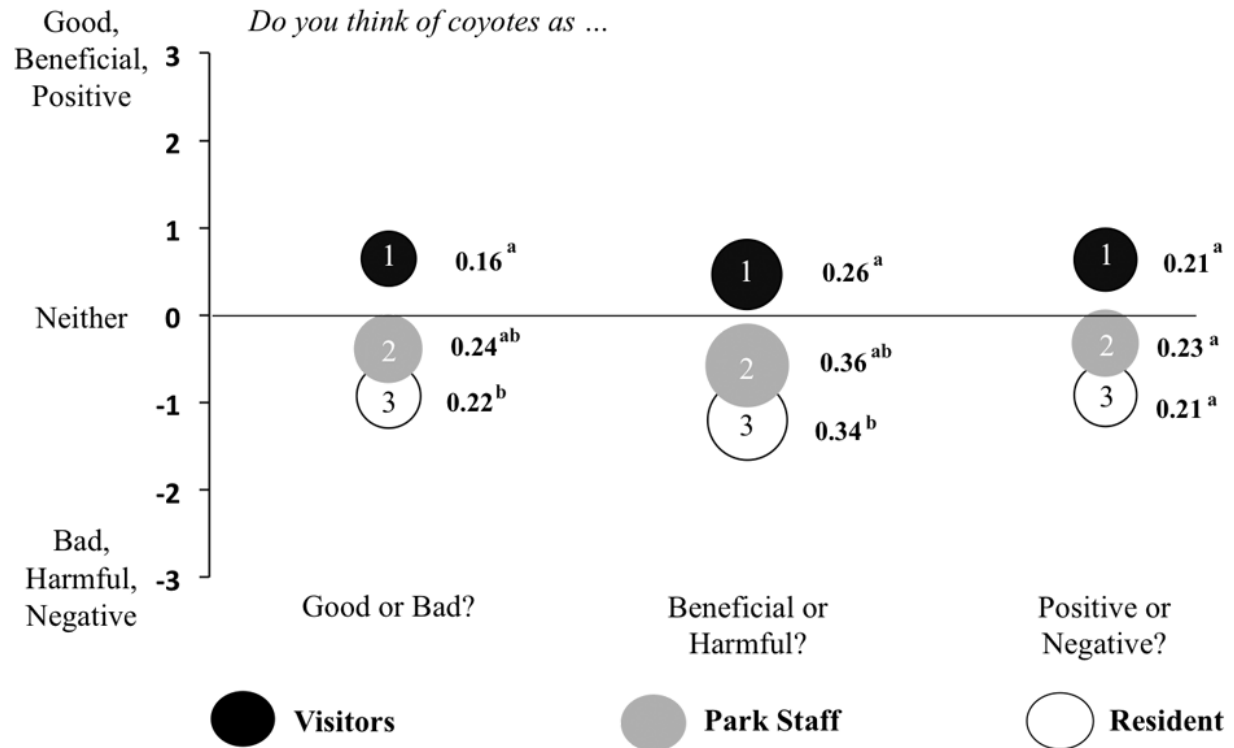 Good,
Beneficial,
Positive
Do you think of coyotes as …
3
2
1
1 0.16 a
1 0.26 a
1 0.21 a
Neither 0
2 0.24 ab
2 0.36 ab
2 0.23 a
-1
3 0.22 b
3 0.34 b
3 0.21 a
-2
Bad,
Harmful,
Negative
-3
Good or Bad?
Beneficial or
Harmful?
Positive or
Negative?
Visitors
Park Staff
Resident